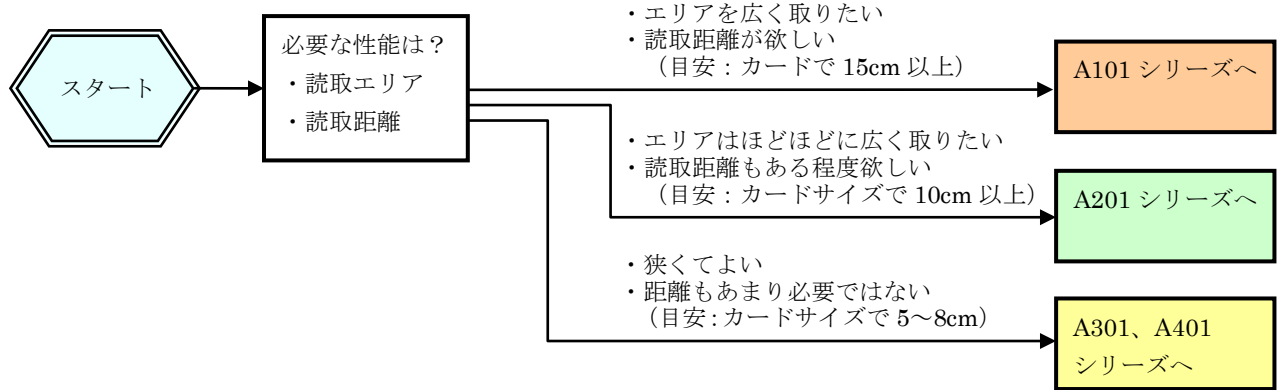 スタート
必要な性能は？
・読取エリア
・読取距離
・エリアを広く取りたい
・読取距離が欲しい
（目安：カードで 15cm 以上）
A101 シリーズへ
・エリアはほどほどに広く取りたい
・読取距離もある程度欲しい
（目安：カードサイズで 10cm 以上）
A201 シリーズへ
・狭くてよい
・距離もあまり必要ではない
（目安：カードサイズで 5～8cm）
A301、A401
シリーズへ